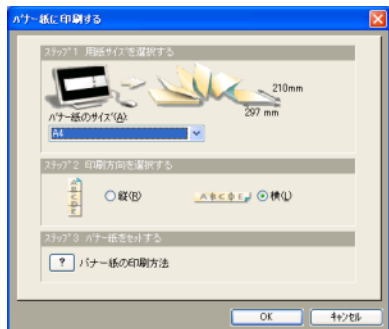 バナー紙に印刷する
ステップ1 用紙サイズを選択する
210mm
297 mm
バナー紙のサイズ(A):
A4
ステップ2 印刷方向を選択する
ABCDE
縦(R)
ABCDE
横(L)
ステップ3 バナー紙をセットする
? バナー紙の印刷方法
OK
キャンセル